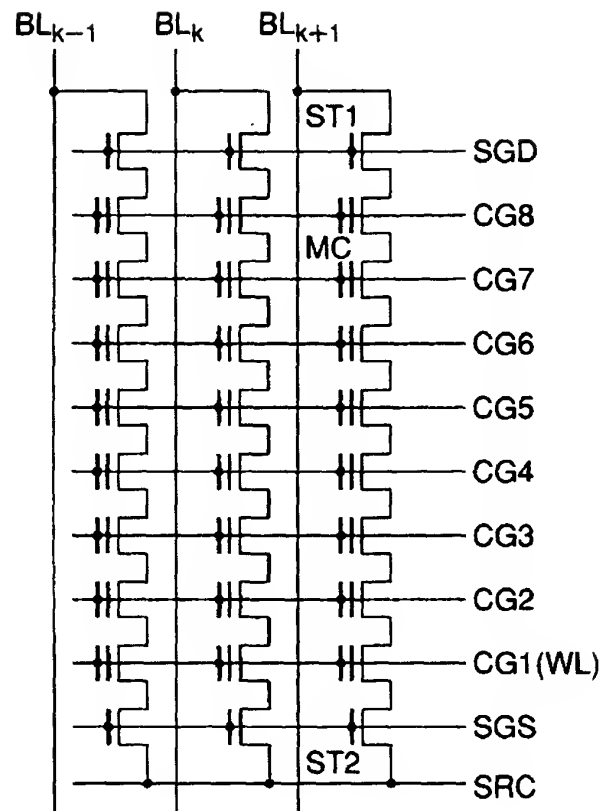 BLk−1 BLk BLk+1
ST1
SGD
CG8
MC
CG7
CG6
CG5
CG4
CG3
CG2
CG1(WL)
SGS
ST2
SRC